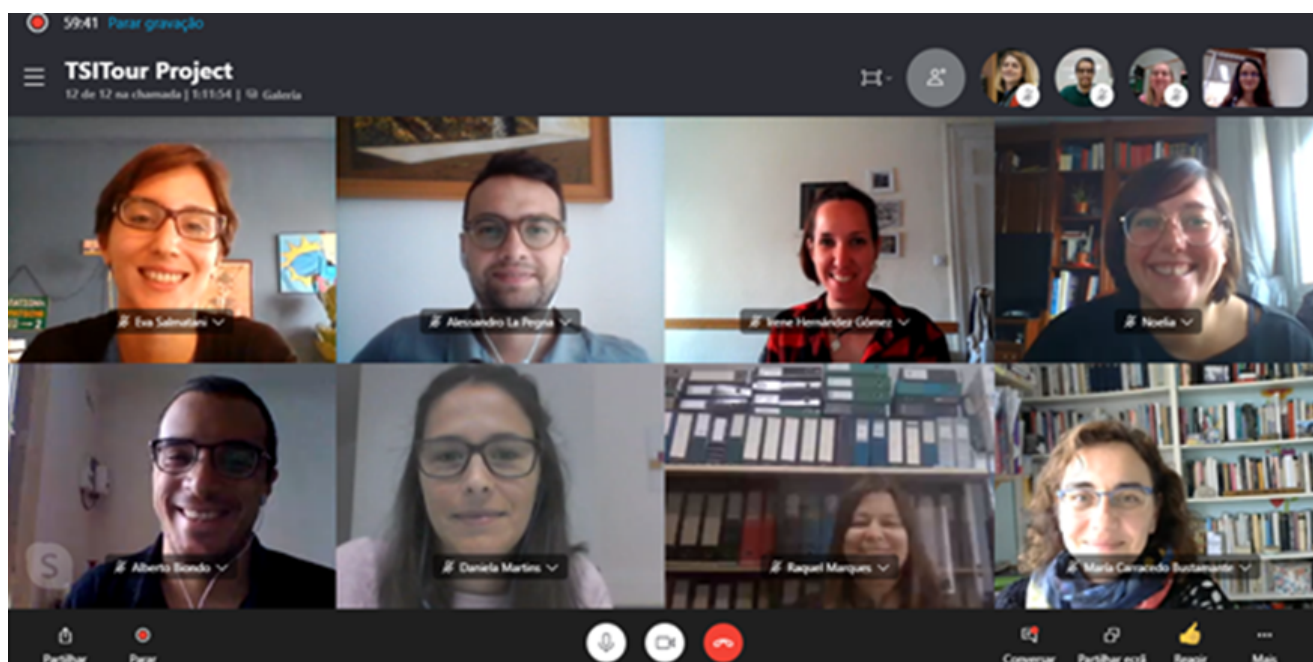 59:41 Parar gravação
TSITour Project
12 de 12 na chamada | 1:11:54 | Galeria
Eva Salmatani
Alessandro La Pegna
Irene Hernández Gómez
Noelia
Alberto Biondo
Daniela Martins
Raquel Marques
María Carracedo Bustamante
Partilhar
Parar
Conversar
Partilhar ecrã
Reagir
Mais